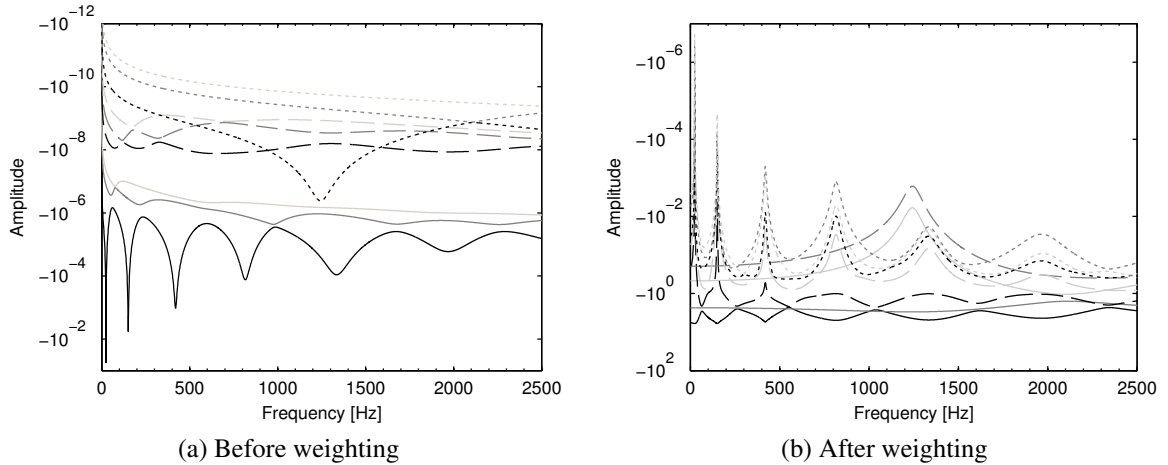 -10^-12
-10^-10
-10^-8
-10^-6
-10^-4
-10^-2
Amplitude
0 500 1000 1500 2000 2500
Frequency [Hz]
(a) Before weighting
-10^-6
-10^-4
-10^-2
-10^0
-10^2
Amplitude
0 500 1000 1500 2000 2500
Frequency [Hz]
(b) After weighting